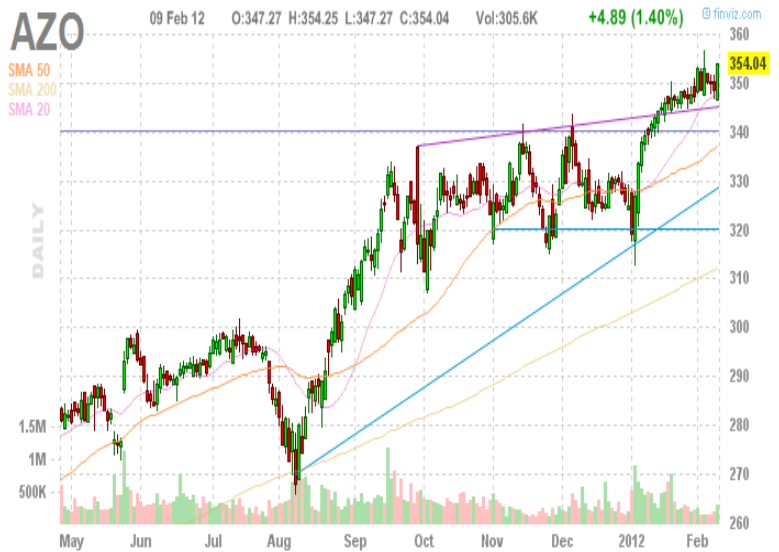 © finviz.com
AZO
09 Feb 12 O:347.27 H:354.25 L:347.27 C:354.04 Vol:305.6K +4.89 (1.40%)
SMA 50
SMA 200
SMA 20
DAILY
360
354.04
350
340
330
320
310
300
290
280
270
260
1.5M
1M
500K
May Jun Jul Aug Sep Oct Nov Dec 2012 Feb